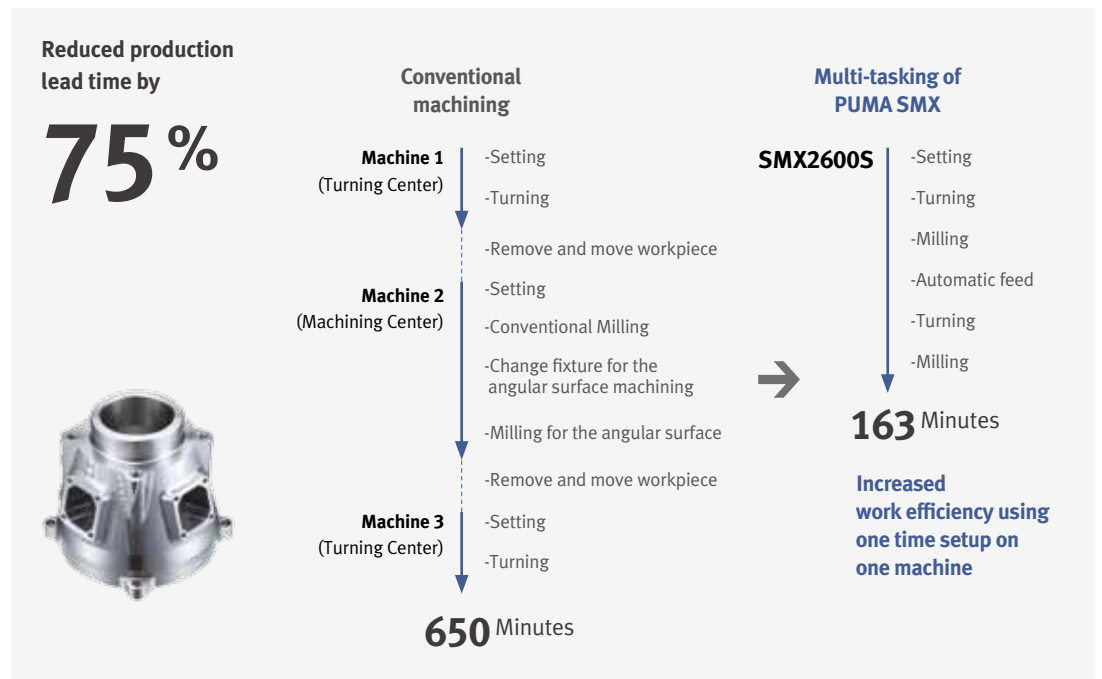 Reduced production
lead time by
75%
Conventional
machining
Machine 1
(Turning Center)
-Setting
-Turning
-Remove and move workpiece
Machine 2
(Machining Center)
-Setting
-Conventional Milling
-Change fixture for the
angular surface machining
-Milling for the angular surface
-Remove and move workpiece
Machine 3
(Turning Center)
-Setting
-Turning
650 Minutes
Multi-tasking of
PUMA SMX
SMX2600S
-Setting
-Turning
-Milling
-Automatic feed
-Turning
-Milling
163 Minutes
Increased
work efficiency using
one time setup on
one machine